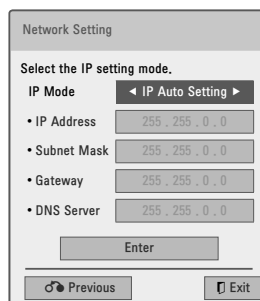 Network Setting
Select the IP setting mode.
IP Mode ◄ IP Auto Setting ►
• IP Address 255 . 255 . 0 . 0
• Subnet Mask 255 . 255 . 0 . 0
• Gateway 255 . 255 . 0 . 0
• DNS Server 255 . 255 . 0 . 0
Enter
Previous Exit